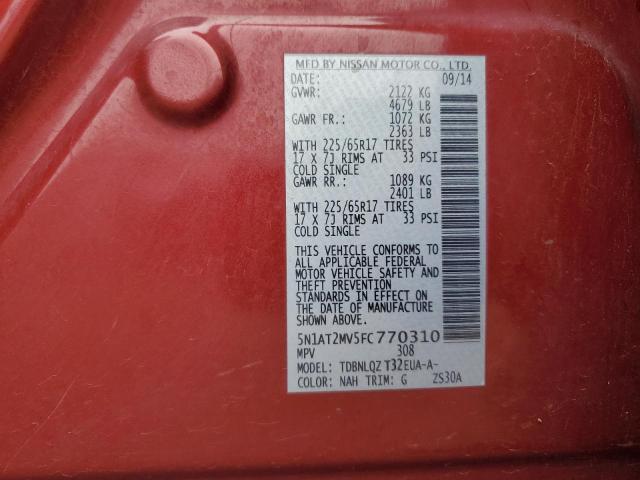 MFD BY NISSAN MOTOR CO., LTD.
DATE: 09/14
GVWR: 2122 KG
4679 LB
GAWR FR.: 1072 KG
2363 LB
WITH 225/65R17 TIRES
17 X 7J RIMS AT 33 PSI
COLD SINGLE
GAWR RR.: 1089 KG
2401 LB
WITH 225/65R17 TIRES
17 X 7J RIMS AT 33 PSI
COLD SINGLE
THIS VEHICLE CONFORMS TO
ALL APPLICABLE FEDERAL
MOTOR VEHICLE SAFETY AND
THEFT PREVENTION
STANDARDS IN EFFECT ON
THE DATE OF MANUFACTURE
SHOWN ABOVE.
5N1AT2MV5FC770310
MPV 308
MODEL: TDBNLQZ T32EUA-A-
COLOR: NAH TRIM: G ZS30A